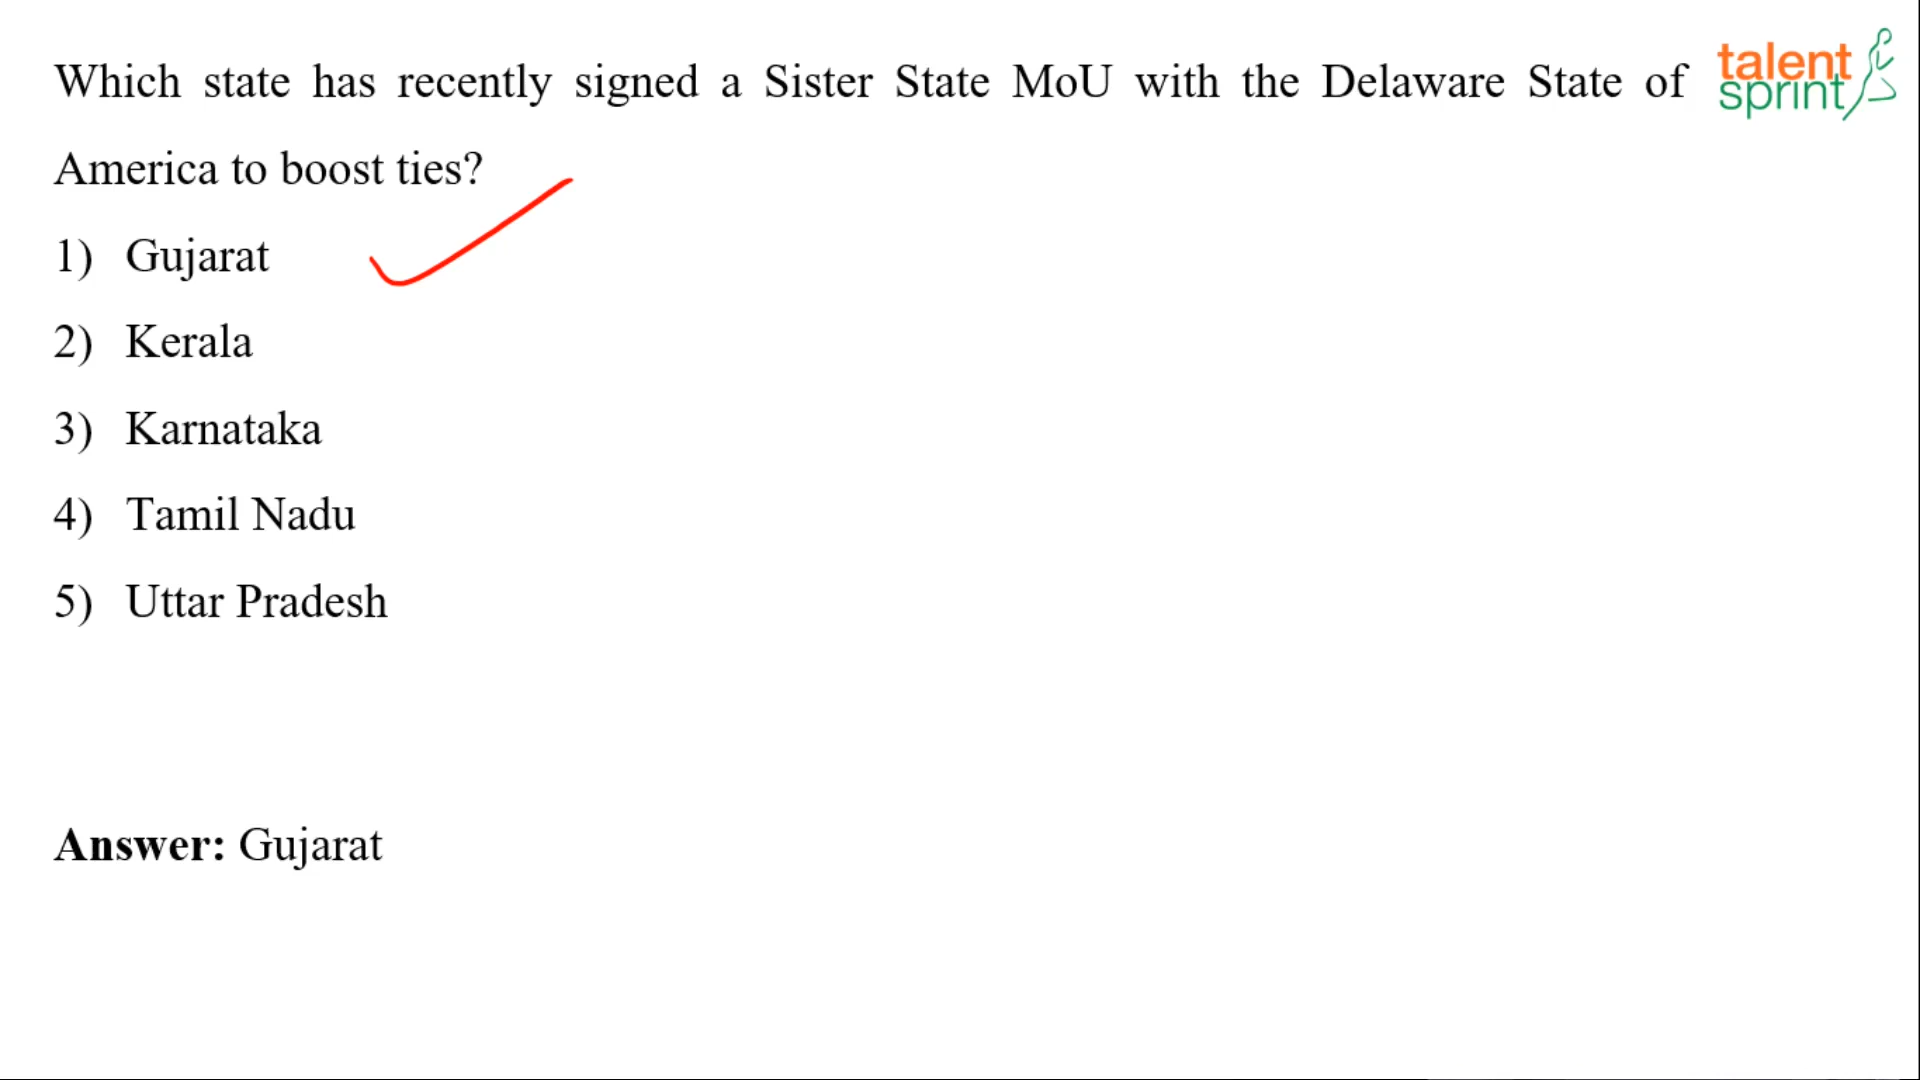 Which state has recently signed a Sister State MoU with the Delaware State of
America to boost ties?
1) Gujarat
2) Kerala
3) Karnataka
4) Tamil Nadu
5) Uttar Pradesh
Answer: Gujarat
talent
sprint